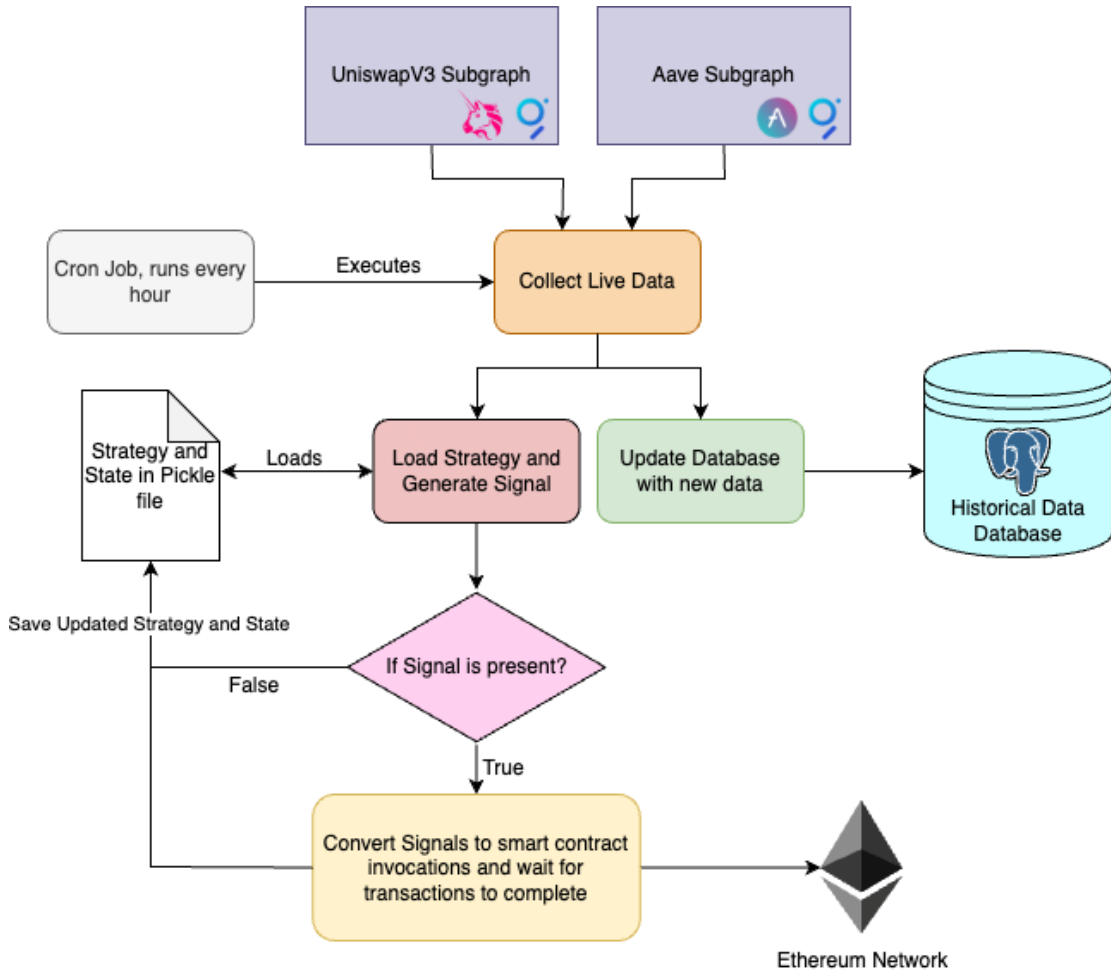 UniswapV3 Subgraph
Aave Subgraph
Cron Job, runs every
hour
Executes
Collect Live Data
Strategy and
State in Pickle
file
Loads
Load Strategy and
Generate Signal
Update Database
with new data
Historical Data
Database
Save Updated Strategy and State
If Signal is present?
False
True
Convert Signals to smart contract
invocations and wait for
transactions to complete
Ethereum Network